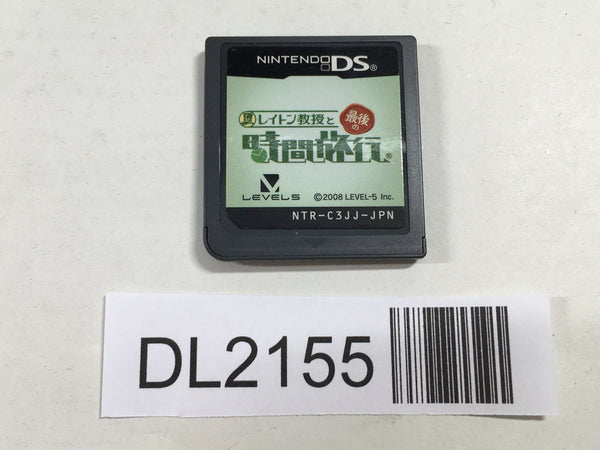 NINTENDO DS®
レイトン教授と
最後の
時間旅行®
LEVEL5
©2008 LEVEL-5 Inc.
NTR-C3JJ-JPN
DL2155